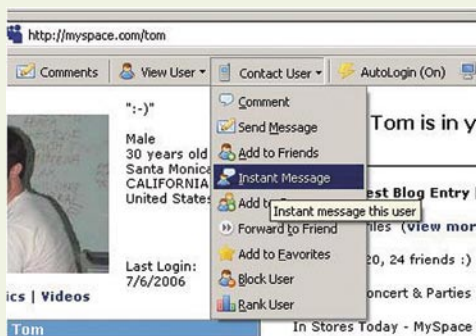 http://myspace.com/tom
Comments View User Contact User AutoLogin (On)
":-)"
Male
30 years old
Santa Monica
CALIFORNIA
United States
Last Login:
7/6/2006
ics | Videos
Tom
Comment
Send Message
Add to Friends
Instant Message
Add to
Instant message this user
Forward to Friend
Add to Favorites
Block User
Rank User
Tom is in y
est Blog Entry
(view mor
20, 24 friends :)
oncert & Parties
In Stores Today - MySpace